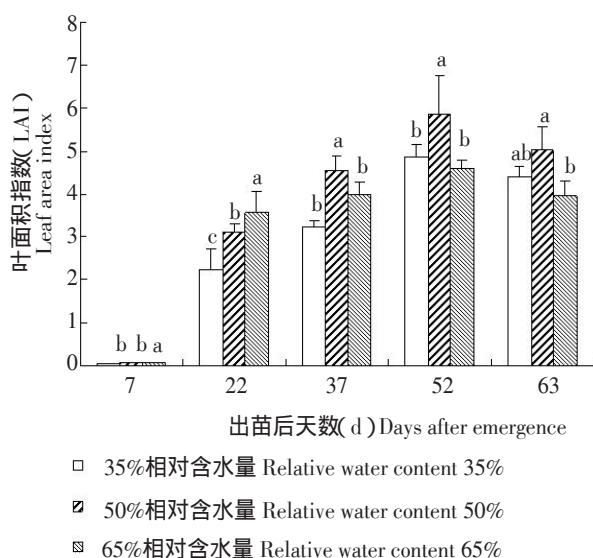 叶面积指数(LAI)
Leaf area index
8
7
6
5
4
3
2
1
0
b b a
c b a
b a b
b a b
ab a b
7 22 37 52 63
出苗后天数(d)Days after emergence
35%相对含水量 Relative water content 35%
50%相对含水量 Relative water content 50%
65%相对含水量 Relative water content 65%